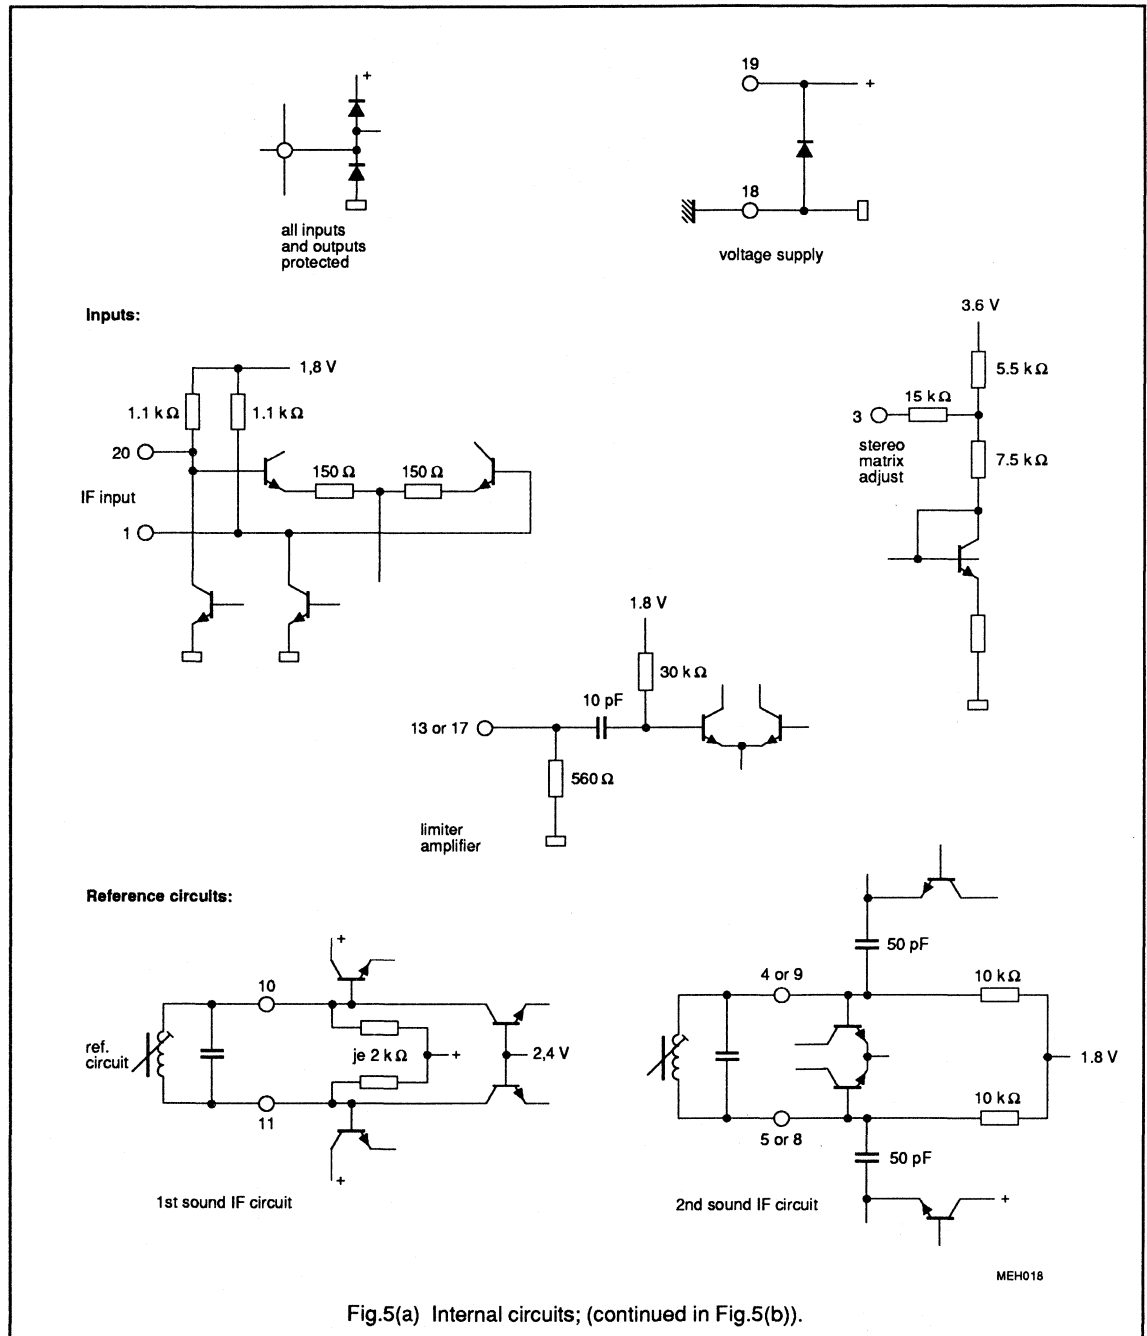 +
all inputs
and outputs
protected
19
+
18
voltage supply
Inputs:
1,8 V
1.1 kΩ
1.1 kΩ
20
150 Ω
150 Ω
IF input
1
3.6 V
5.5 kΩ
15 kΩ
3
stereo
matrix
adjust
7.5 kΩ
1.8 V
30 kΩ
10 pF
13 or 17
560 Ω
limiter
amplifier
Reference circuits:
+
10
ref.
circuit
je 2 kΩ
+
2,4 V
11
+
1st sound IF circuit
50 pF
4 or 9
10 kΩ
1.8 V
10 kΩ
5 or 8
50 pF
+
2nd sound IF circuit
MEH018
Fig.5(a) Internal circuits; (continued in Fig.5(b)).